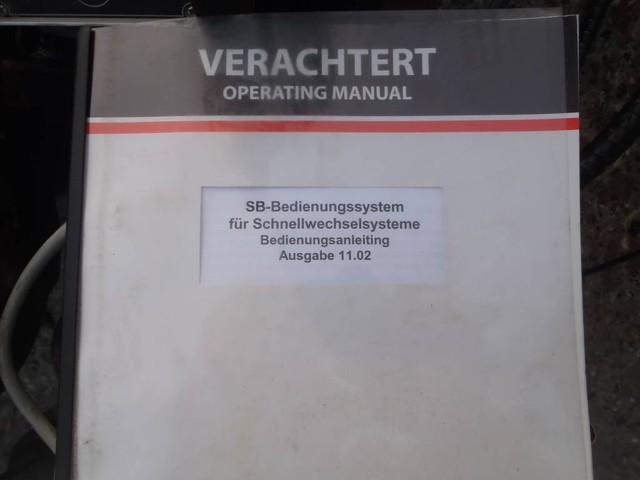 VERACHTERT
OPERATING MANUAL
SB-Bedienungssystem
für Schnellwechselsysteme
Bedienungsanleiting
Ausgabe 11.02